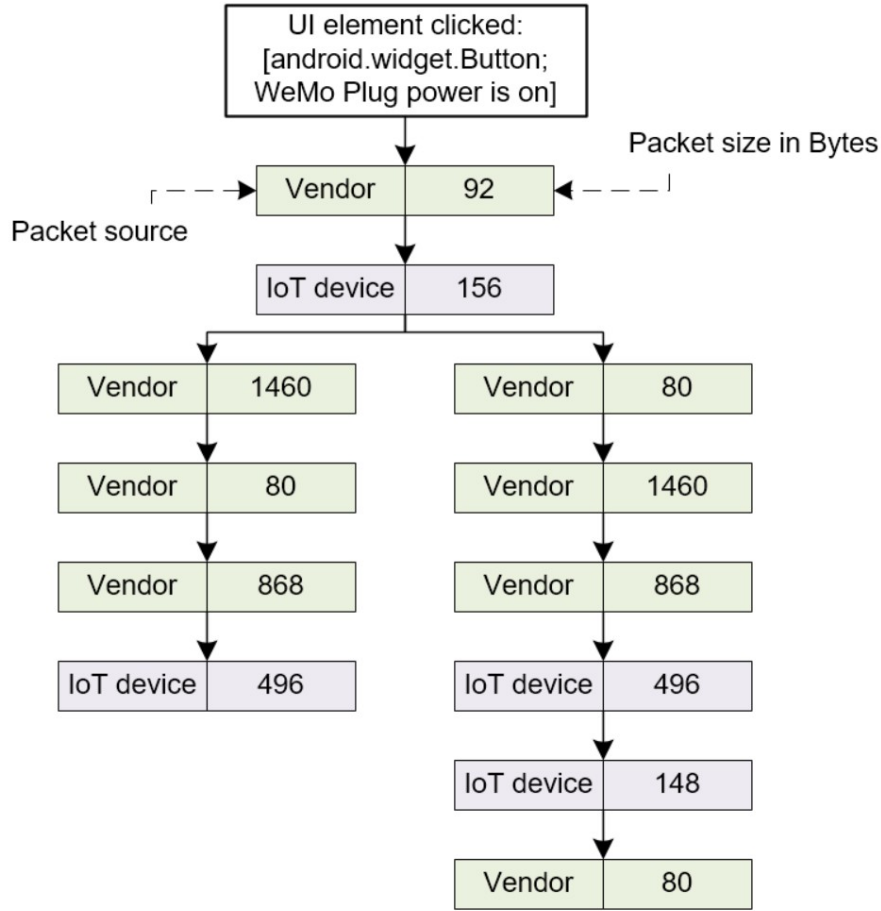 UI element clicked:
[android.widget.Button;
WeMo Plug power is on]
Packet size in Bytes
Vendor 92
Packet source
IoT device 156
Vendor 1460
Vendor 80
Vendor 868
IoT device 496
Vendor 80
Vendor 1460
Vendor 868
IoT device 496
IoT device 148
Vendor 80